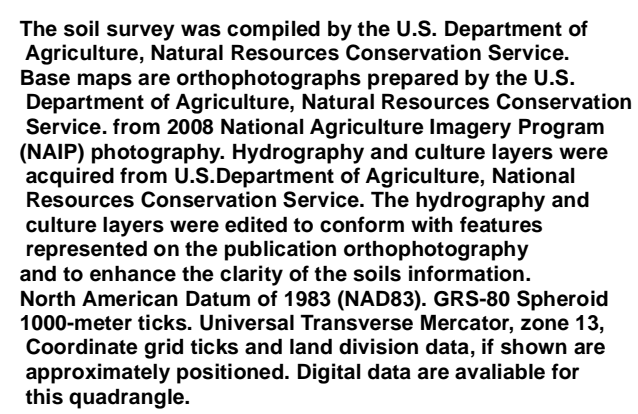 The soil survey was compiled by the U.S. Department of
Agriculture, Natural Resources Conservation Service.
Base maps are orthophotographs prepared by the U.S.
Department of Agriculture, Natural Resources Conservation
Service. from 2008 National Agriculture Imagery Program
(NAIP) photography. Hydrography and culture layers were
acquired from U.S.Department of Agriculture, National
Resources Conservation Service. The hydrography and
culture layers were edited to conform with features
represented on the publication orthophotography
and to enhance the clarity of the soils information.
North American Datum of 1983 (NAD83). GRS-80 Spheroid
1000-meter ticks. Universal Transverse Mercator, zone 13,
Coordinate grid ticks and land division data, if shown are
approximately positioned. Digital data are avaliable for
this quadrangle.